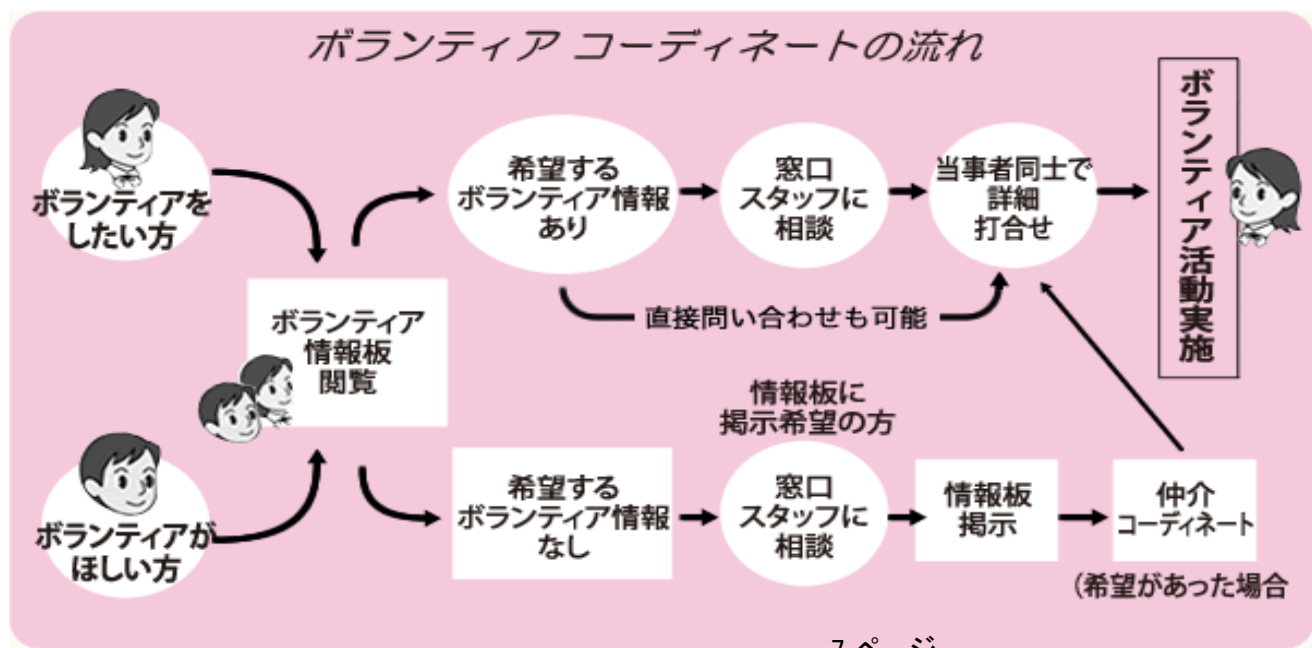 ボランティア コーディネートの流れ
ボランティアを
したい方
ボランティアが
ほしい方
ボランティア
情報板
閲覧
希望する
ボランティア情報
あり
窓口
スタッフに
相談
当事者同士で
詳細
打合せ
ボランティア活動実施
直接問い合わせも可能
希望する
ボランティア情報
なし
情報板に
掲示希望の方
窓口
スタッフに
相談
情報板
掲示
仲介
コーディネート
(希望があった場合
7ページ